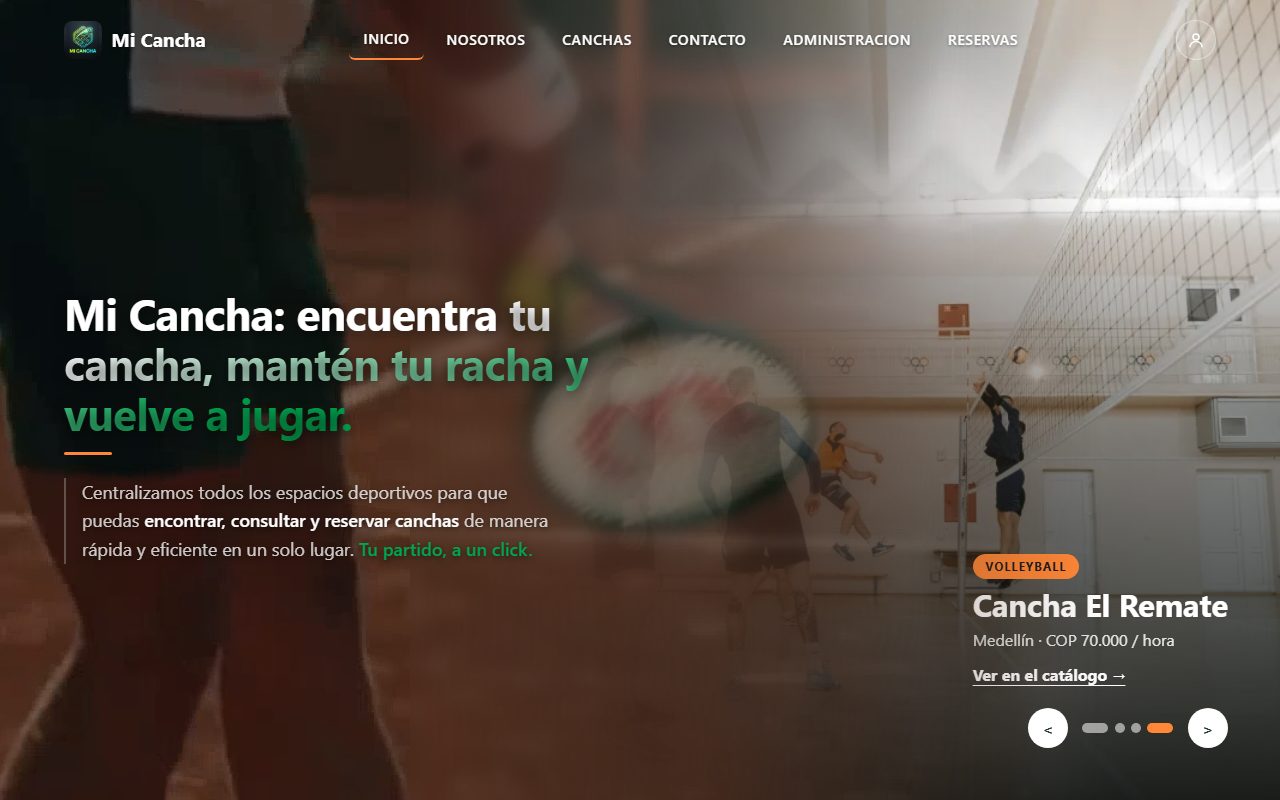 MI CANCHA
Mi Cancha
INICIO
NOSOTROS
CANCHAS
CONTACTO
ADMINISTRACION
RESERVAS
Mi Cancha: encuentra tu
cancha, mantén tu racha y
vuelve a jugar.
Centralizamos todos los espacios deportivos para que
puedas encontrar, consultar y reservar canchas de manera
rápida y eficiente en un solo lugar. Tu partido, a un click.
VOLLEYBALL
Cancha El Remate
Medellín · COP 70.000 / hora
Ver en el catálogo →
<
>